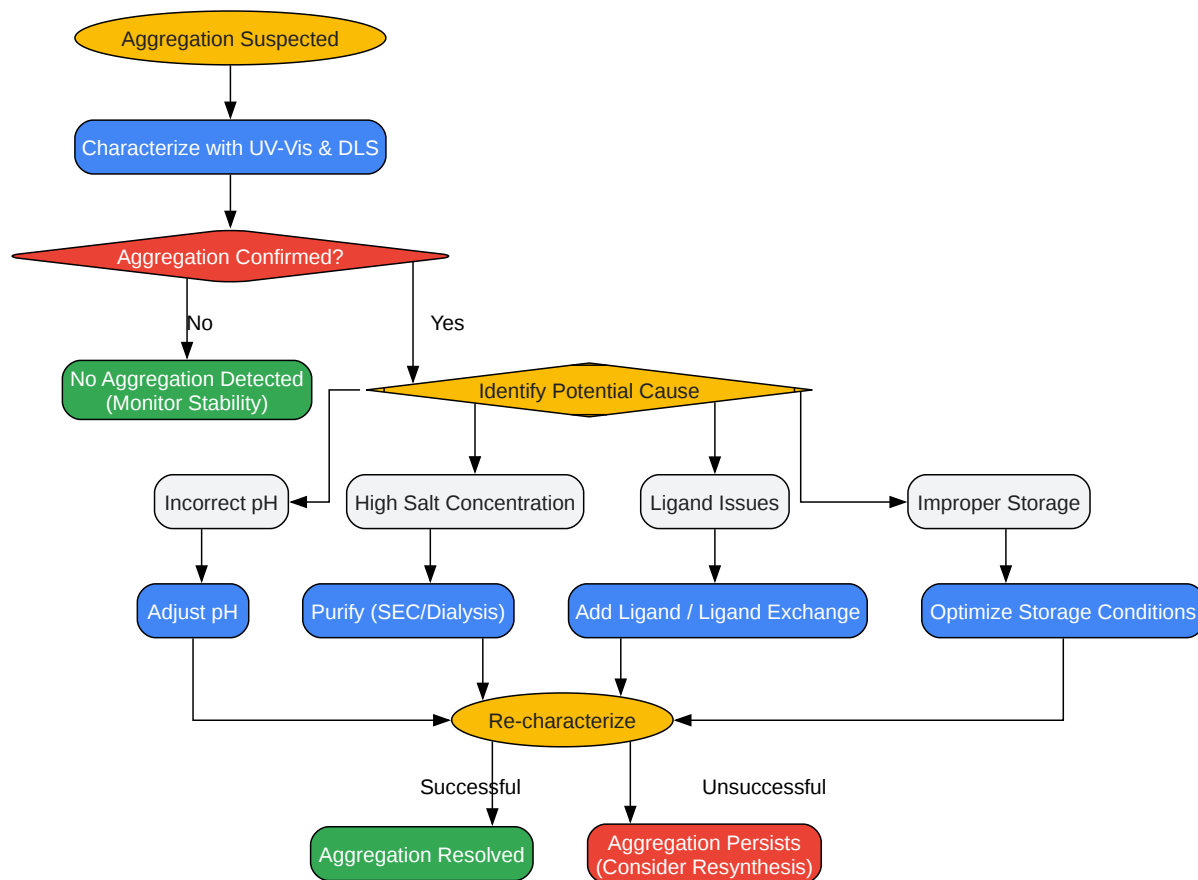 Aggregation Suspected
Characterize with UV-Vis & DLS
Aggregation Confirmed?
No
Yes
No Aggregation Detected
(Monitor Stability)
Identify Potential Cause
Incorrect pH
High Salt Concentration
Ligand Issues
Improper Storage
Adjust pH
Purify (SEC/Dialysis)
Add Ligand / Ligand Exchange
Optimize Storage Conditions
Re-characterize
Successful
Unsuccessful
Aggregation Resolved
Aggregation Persists
(Consider Resynthesis)